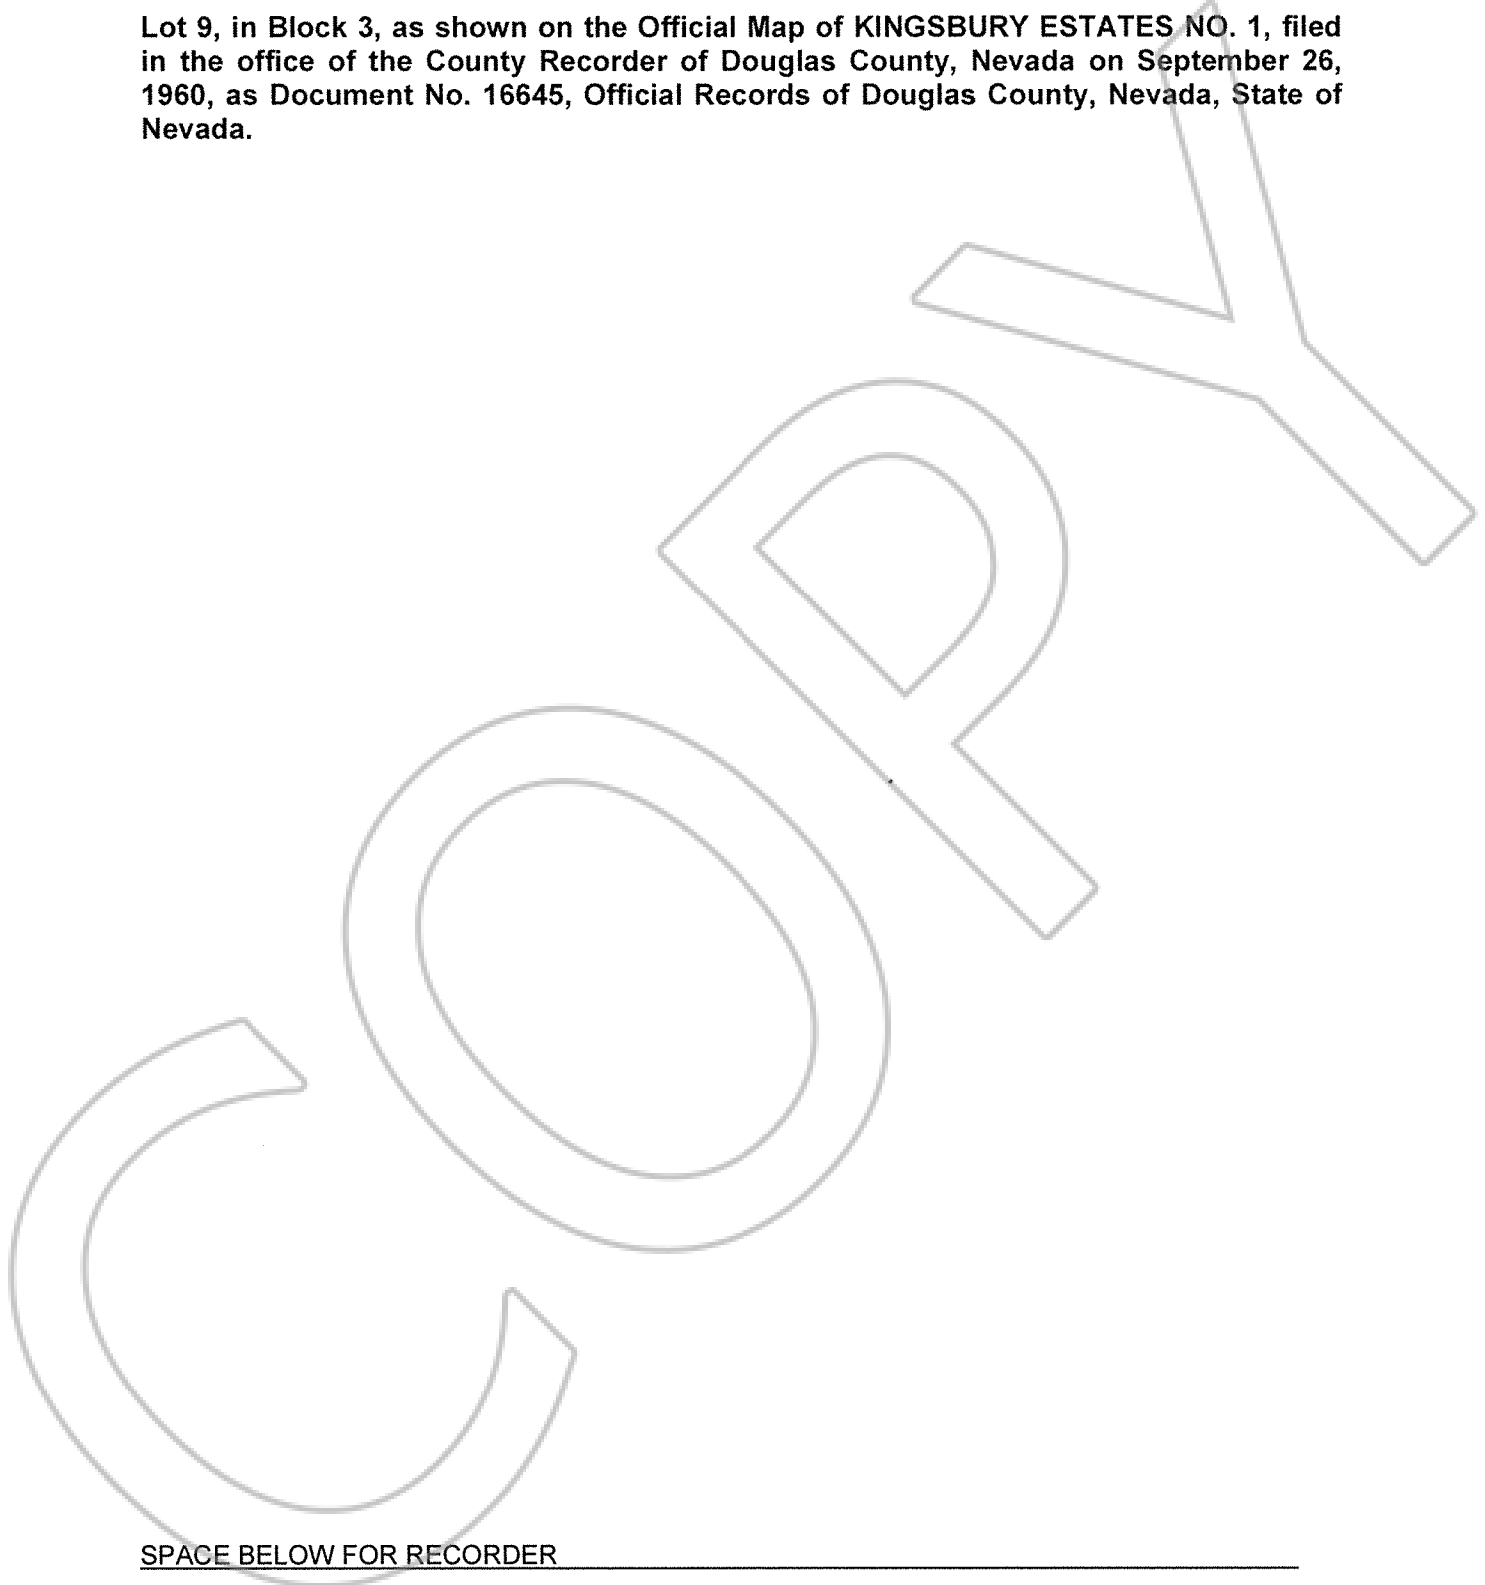 Lot 9, in Block 3, as shown on the Official Map of KINGSBURY ESTATES NO. 1, filed
in the office of the County Recorder of Douglas County, Nevada on September 26,
1960, as Document No. 16645, Official Records of Douglas County, Nevada, State of
Nevada.
COPY
SPACE BELOW FOR RECORDER